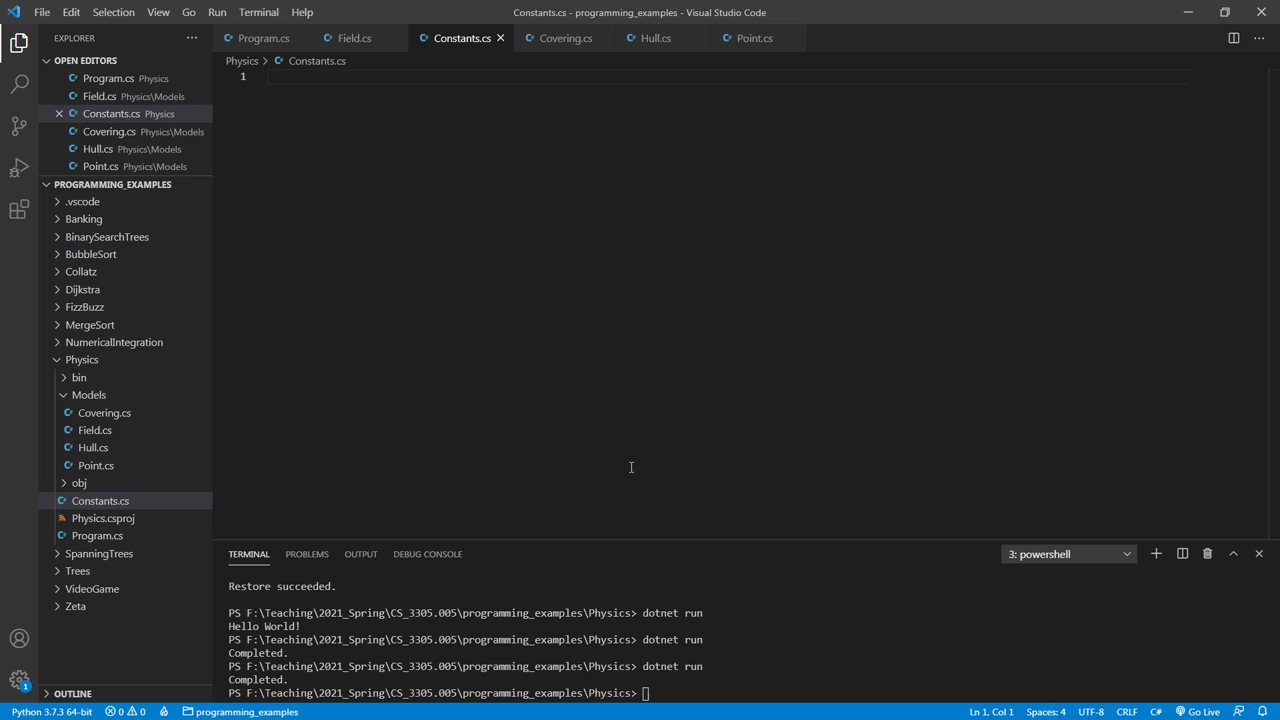 File Edit Selection View Go Run Terminal Help Constants.cs - programming_examples - Visual Studio Code
EXPLORER
Program.cs Field.cs Constants.cs Covering.cs Hull.cs Point.cs
OPEN EDITORS
Program.cs Physics
Field.cs Physics\Models
Constants.cs Physics
Covering.cs Physics\Models
Hull.cs Physics\Models
Point.cs Physics\Models
PROGRAMMING_EXAMPLES
.vscode
Banking
BinarySearchTrees
BubbleSort
Collatz
Dijkstra
FizzBuzz
MergeSort
NumericalIntegration
Physics
bin
Models
Covering.cs
Field.cs
Hull.cs
Point.cs
obj
Constants.cs
Physics.csproj
Program.cs
SpanningTrees
Trees
VideoGame
Zeta
OUTLINE
Physics > Constants.cs
1
TERMINAL PROBLEMS OUTPUT DEBUG CONSOLE 3: powershell
Restore succeeded.
PS F:\Teaching\2021_Spring\CS_3305.005\programming_examples\Physics> dotnet run
Hello World!
PS F:\Teaching\2021_Spring\CS_3305.005\programming_examples\Physics> dotnet run
Completed.
PS F:\Teaching\2021_Spring\CS_3305.005\programming_examples\Physics> dotnet run
Completed.
PS F:\Teaching\2021_Spring\CS_3305.005\programming_examples\Physics>
1
Python 3.7.3 64-bit 0 0 programming_examples Ln 1, Col 1 Spaces: 4 UTF-8 CRLF C# Go Live